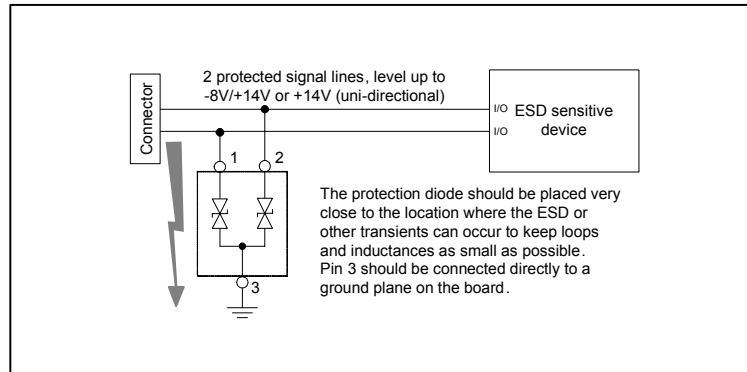 2 protected signal lines, level up to
-8V/+14V or +14V (uni-directional)
Connector
I/O
I/O
ESD sensitive
device
1
2
3
The protection diode should be placed very
close to the location where the ESD or
other transients can occur to keep loops
and inductances as small as possible.
Pin 3 should be connected directly to a
ground plane on the board.